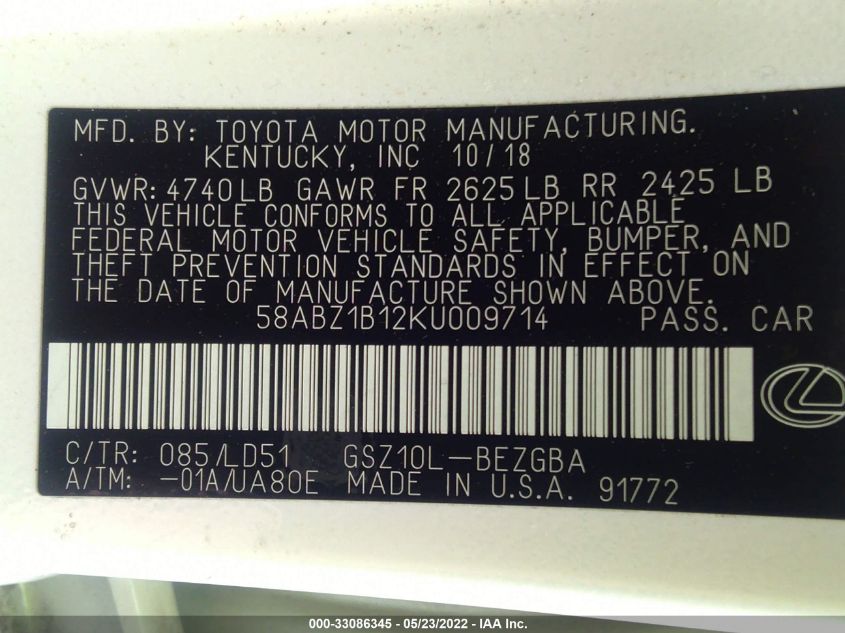 MFD. BY: TOYOTA MOTOR MANUFACTURING.
KENTUCKY, INC 10/18
GVWR: 4740LB GAWR FR 2625LB RR 2425 LB
THIS VEHICLE CONFORMS TO ALL APPLICABLE
FEDERAL MOTOR VEHICLE SAFETY, BUMPER, AND
THEFT PREVENTION STANDARDS IN EFFECT ON
THE DATE OF MANUFACTURE SHOWN ABOVE.
58ABZ1B12KU009714 PASS. CAR
C/TR: 085/LD51 GSZ10L-BEZGBA
A/TM: -01A/UA80E MADE IN U.S.A. 91772
000-33086345 - 05/23/2022 - IAA Inc.